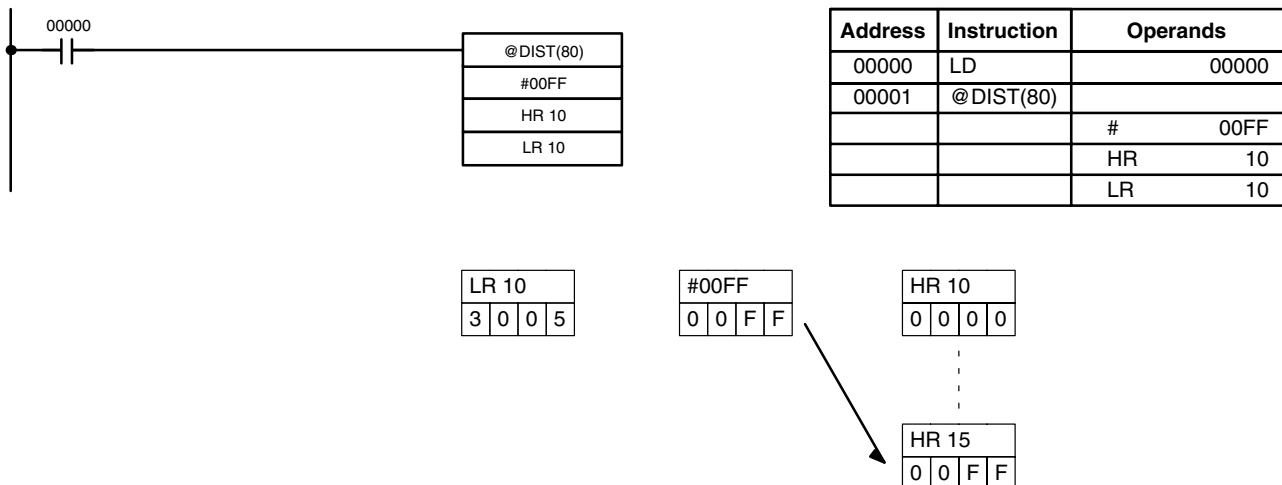 00000
@DIST(80)
#00FF
HR 10
LR 10
Address Instruction Operands
00000 LD 00000
00001 @DIST(80)
# 00FF
HR 10
LR 10
LR 10 #00FF HR 10
3 0 0 5 0 0 F F 0 0 0 0
HR 15
0 0 F F